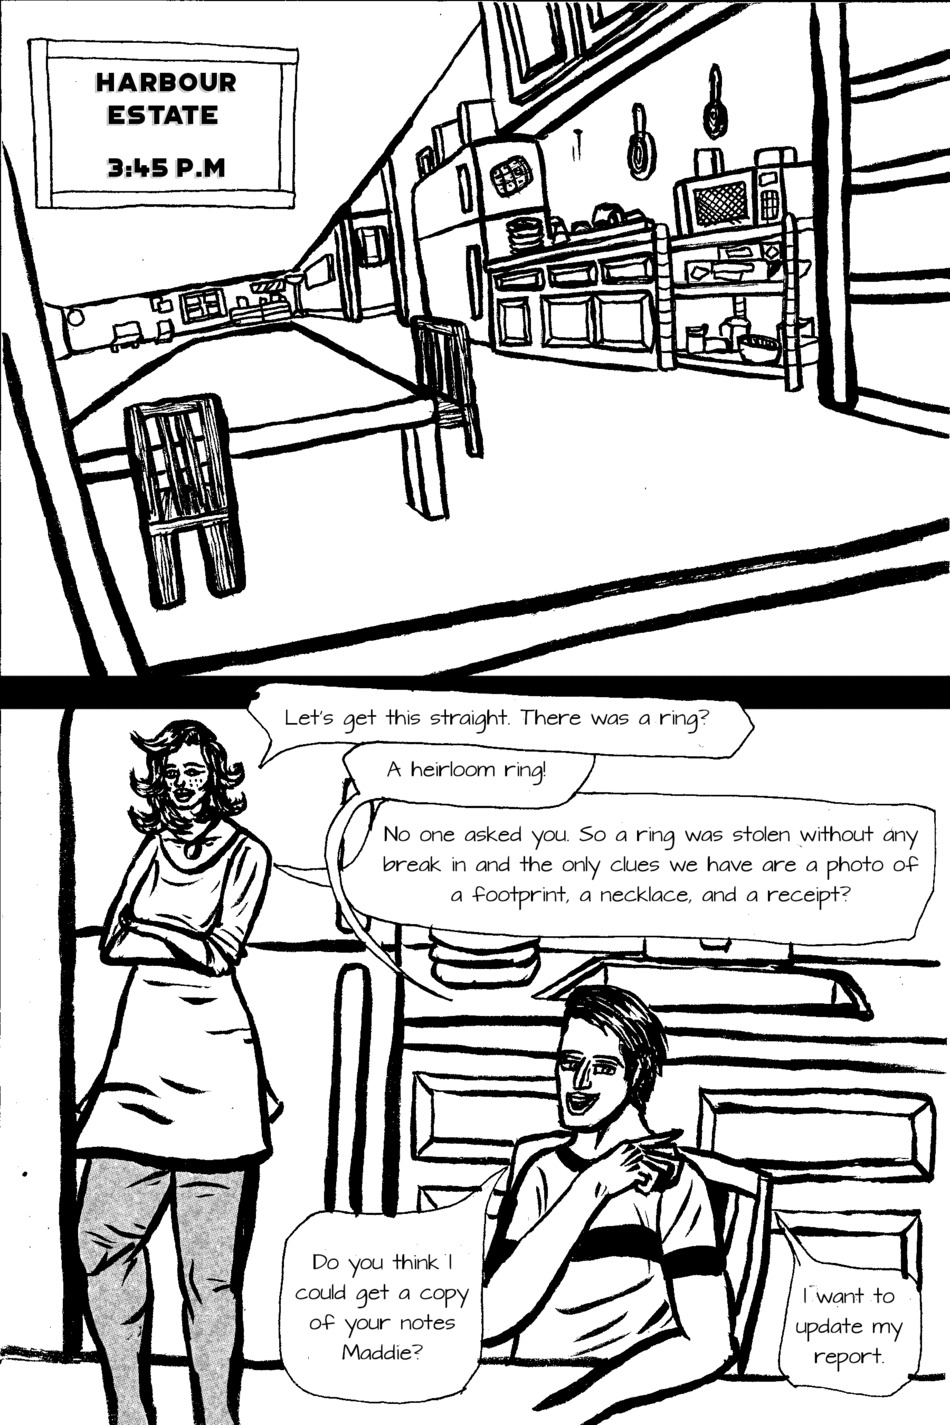 HARBOUR
ESTATE
3:45 P.M
Let's get this straight. There was a ring?
A heirloom ring!
No one asked you. So a ring was stolen without any
break in and the only clues we have are a photo of
a footprint, a necklace, and a receipt?
Do you think I
could get a copy
of your notes
Maddie?
I want to
update my
report.